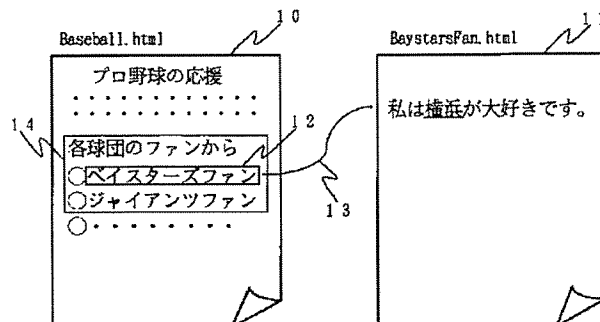 10
Baseball.html
プロ野球の応援
・・・・・・・・・・・・・
・・・・・・・・・・・・・
14
12
各球団のファンから
○ベイスターズファン
○ジャイアンツファン
○・・・・・・・・
13
BaystarsFan.html
私は横浜が大好きです。